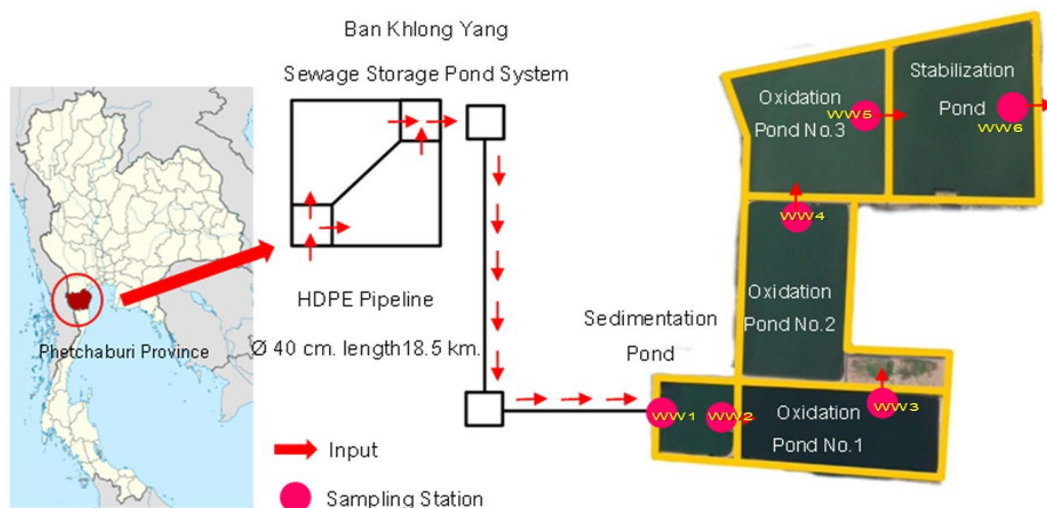 Ban Khlong Yang
Sewage Storage Pond System
Phetchaburi Province
HDPE Pipeline
Ø 40 cm. length18.5 km.
Input
Sampling Station
Sedimentation
Pond
WW1
WW2
Oxidation
Pond No.1
WW3
Oxidation
Pond No.2
WW4
Oxidation
Pond No.3
WW5
Stabilization
Pond
WW6